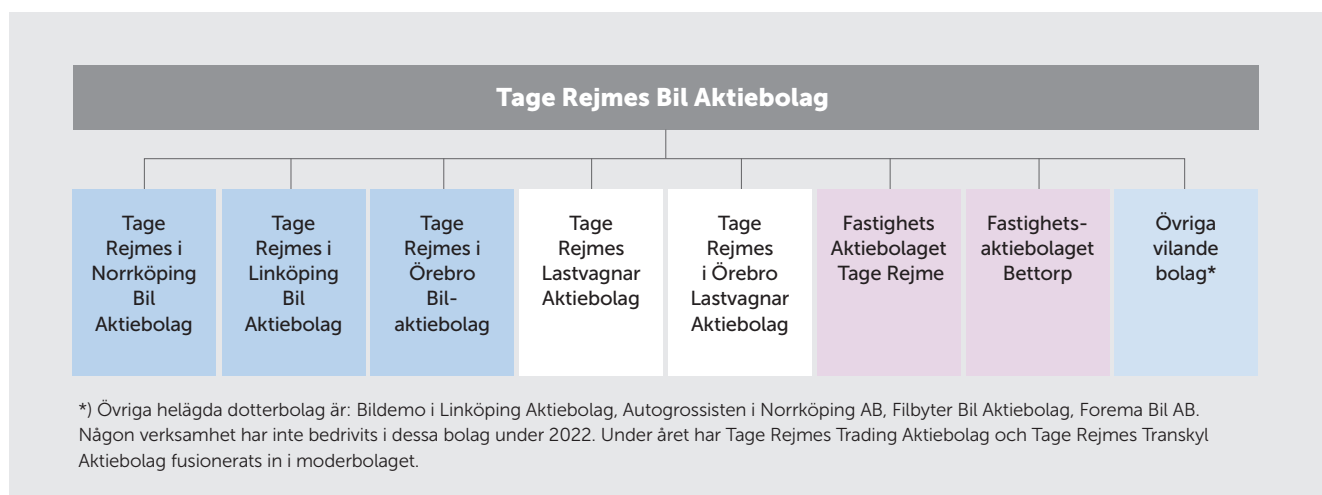 Tage Rejmes Bil Aktiebolag
Tage
Rejmes i
Norrköping
Bil
Aktiebolag
Tage
Rejmes i
Linköping
Bil
Aktiebolag
Tage
Rejmes i
Örebro
Bil-
aktiebolag
Tage
Rejmes
Lastvagnar
Aktiebolag
Tage
Rejmes
i Örebro
Lastvagnar
Aktiebolag
Fastighets
Aktiebolaget
Tage Rejme
Fastighets-
aktiebolaget
Bettorp
Övriga
vilande
bolag*
*) Övriga helägda dotterbolag är: Bildemo i Linköping Aktiebolag, Autogrossisten i Norrköping AB, Filbyter Bil Aktiebolag, Forema Bil AB.
Någon verksamhet har inte bedrivits i dessa bolag under 2022. Under året har Tage Rejmes Trading Aktiebolag och Tage Rejmes Transkyl
Aktiebolag fusionerats in i moderbolaget.